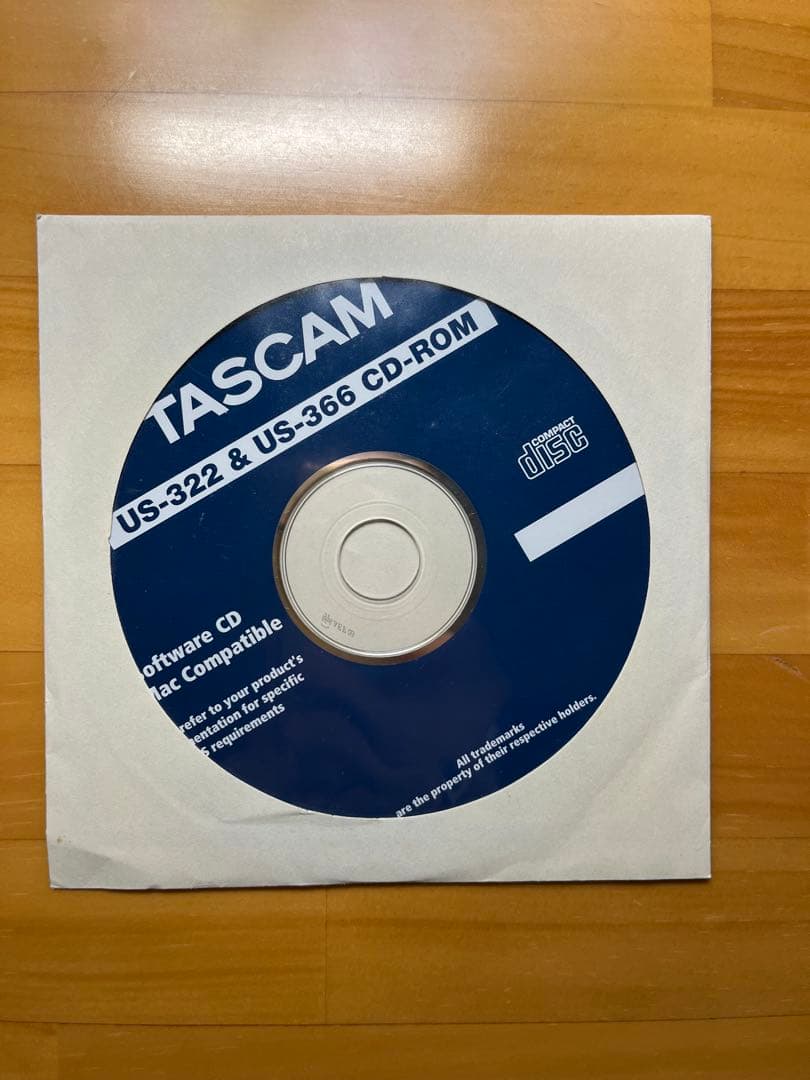 TASCAM
US-322 & US-366 CD-ROM
COMPACT
disc
oftware CD
ac Compatible
refer to your product's
entation for specific
requirements
All trademarks
are the property of their respective holders.